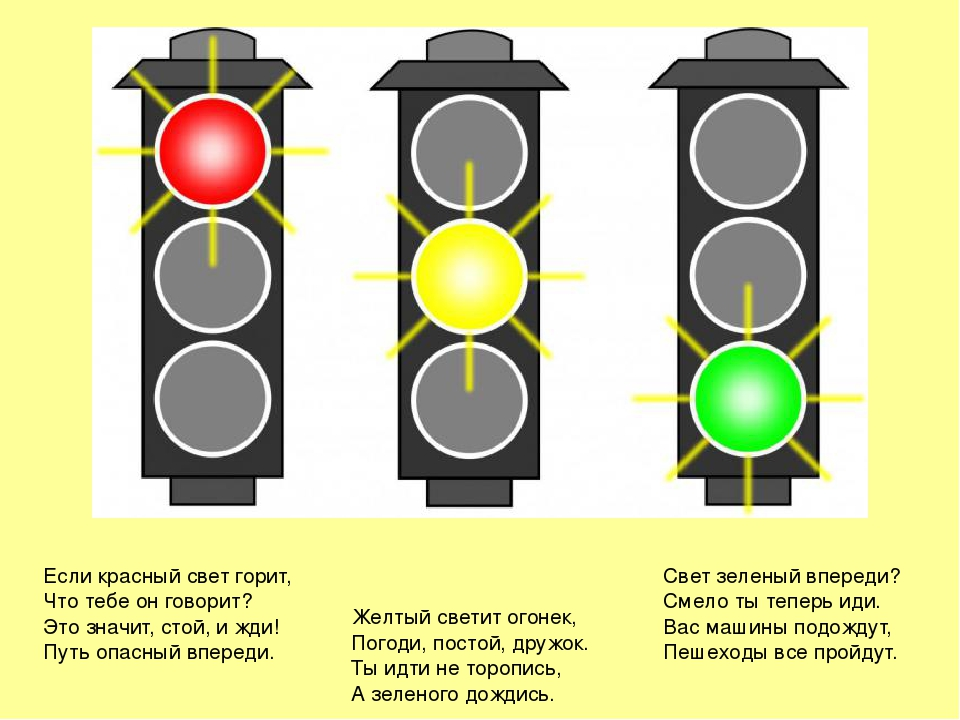 Если красный свет горит,
Что тебе он говорит?
Это значит, стой, и жди!
Путь опасный впереди.
Желтый светит огонек,
Погоди, постой, дружок.
Ты идти не торопись,
А зеленого дождись.
Свет зеленый впереди?
Смело ты теперь иди.
Вас машины подождут,
Пешеходы все пройдут.